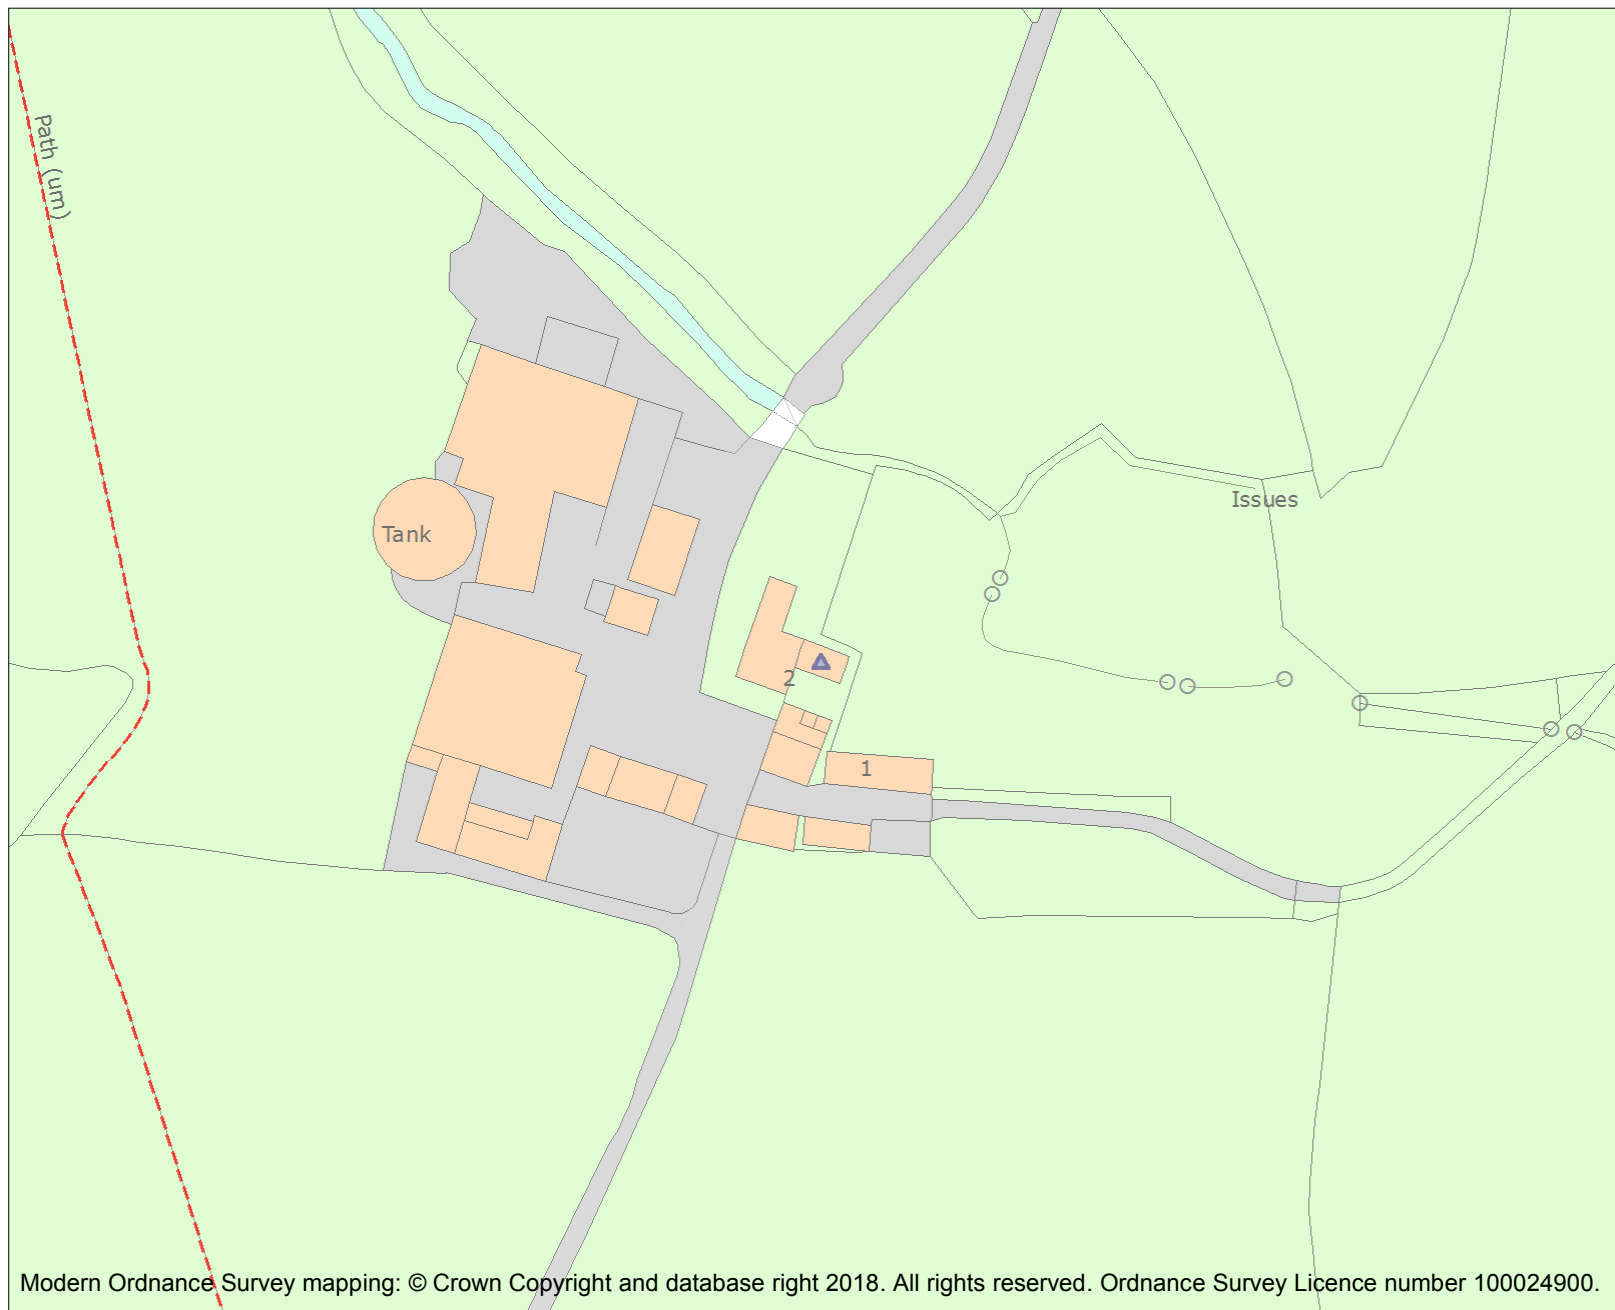 Path (um)
Issues
Tank
2
1
Modern Ordnance Survey mapping: © Crown Copyright and database right 2018. All rights reserved. Ordnance Survey Licence number 100024900.